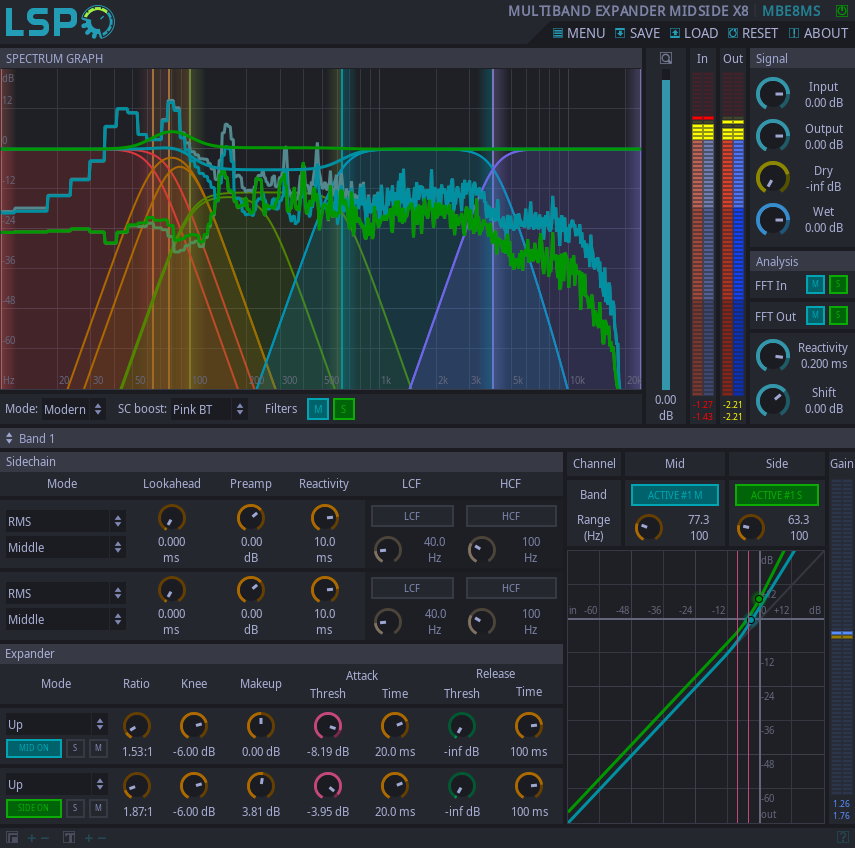 LSP
MULTIBAND EXPANDER MIDSIDE X8 MBE8MS
MENU SAVE LOAD RESET ABOUT
SPECTRUM GRAPH
In Out
Signal
dB
12
0
-12
-24
-36
-48
-60
Hz 20 30 50 100 200 300 500 1k 2k 3k 5k 10k 20k
0.00
dB
-1.27
-1.43
-2.21
-2.21
Input
0.00 dB
Output
0.00 dB
Dry
-inf dB
Wet
0.00 dB
Analysis
FFT In M S
FFT Out M S
Reactivity
0.200 ms
Shift
0.00 dB
Mode: Modern SC boost: Pink BT Filters M S
Band 1
Sidechain
Mode Lookahead Preamp Reactivity LCF HCF
RMS
Middle
0.000
ms
0.00
dB
10.0
ms
LCF
40.0
Hz
HCF
100
Hz
RMS
Middle
0.000
ms
0.00
dB
10.0
ms
LCF
40.0
Hz
HCF
100
Hz
Expander
Mode Ratio Knee Makeup Attack Release
Thresh Time Thresh Time
Up
MID ON S M
1.53:1 -6.00 dB 0.00 dB -8.19 dB 20.0 ms -inf dB 100 ms
Up
SIDE ON S M
1.87:1 -6.00 dB 3.81 dB -3.95 dB 20.0 ms -inf dB 100 ms
Channel Mid Side
Band ACTIVE #1 M ACTIVE #1 S
Range
(Hz)
77.3
100
63.3
100
dB
+12
in -60 -48 -36 -24 -12 0 +12 dB
-12
-24
-36
-48
-60
out
Gain
1.26
1.76